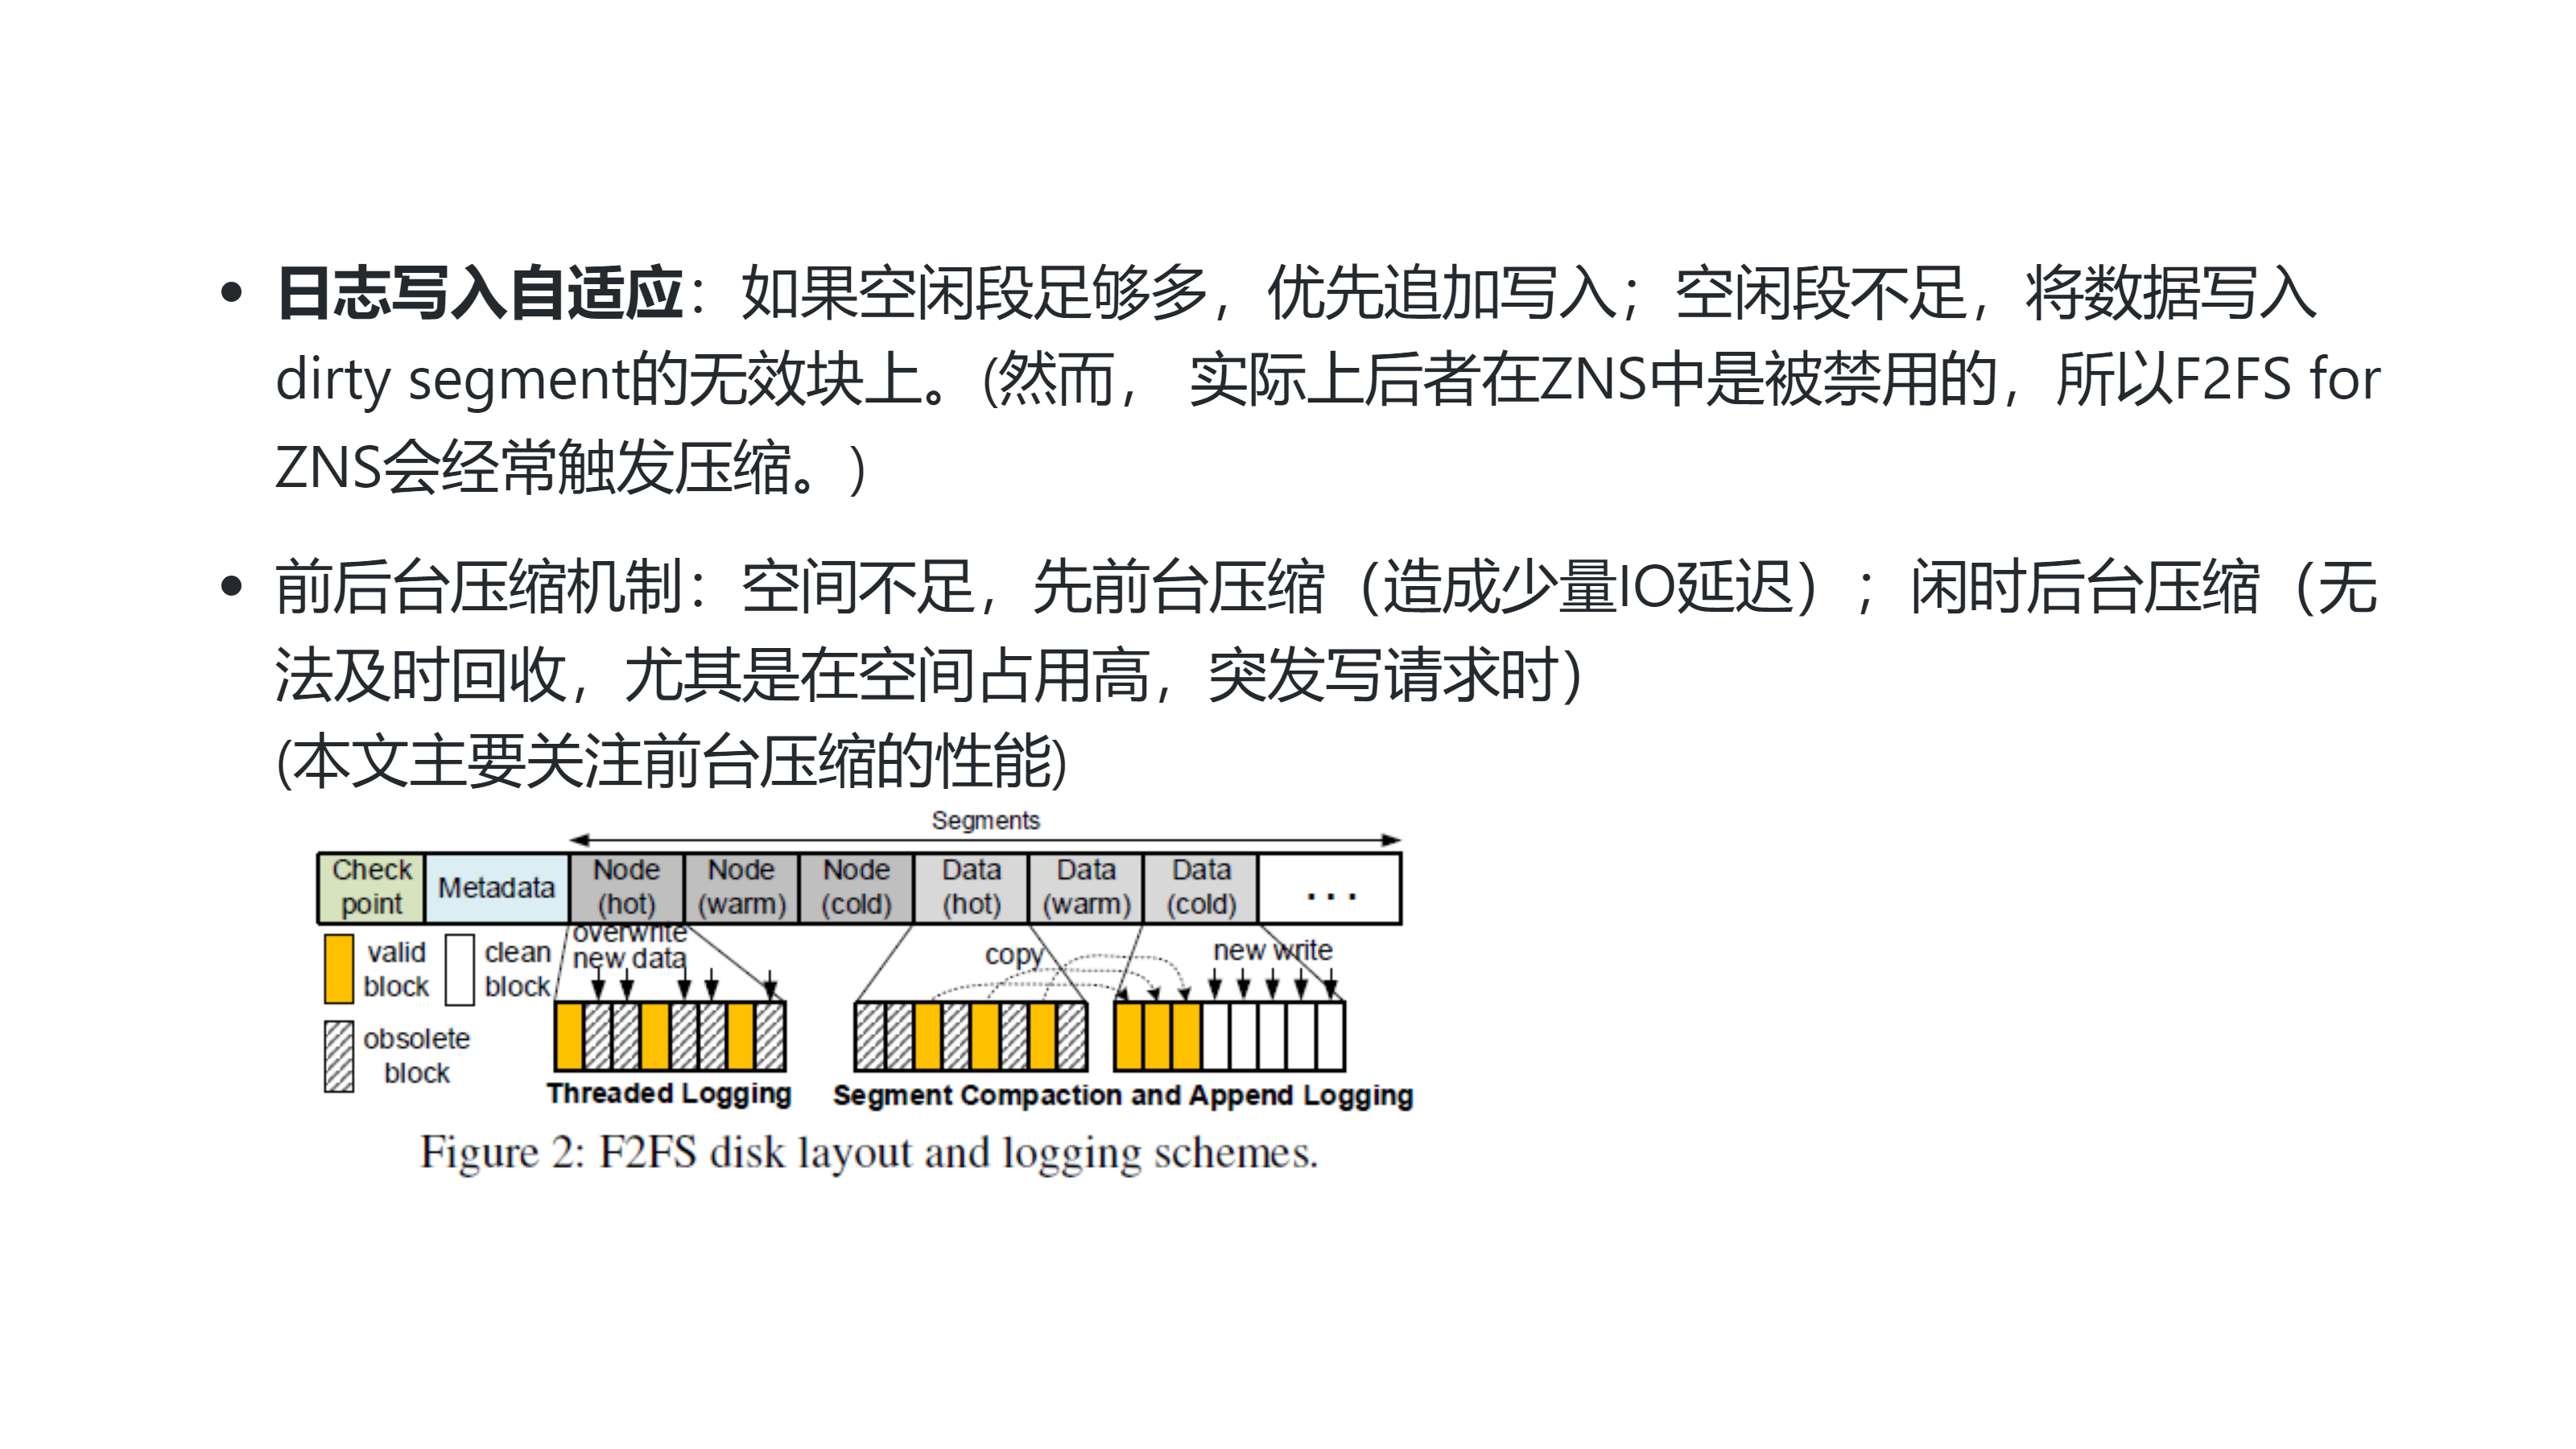 • 日志写入自适应：如果空闲段足够多，优先追加写入；空闲段不足，将数据写入
dirty segment的无效块上。(然而， 实际上后者在ZNS中是被禁用的，所以F2FS for
ZNS会经常触发压缩。)
• 前后台压缩机制：空间不足，先前台压缩（造成少量IO延迟）；闲时后台压缩（无
法及时回收，尤其是在空间占用高，突发写请求时）
(本文主要关注前台压缩的性能)
Segments
Check point
Metadata
Node (hot)
Node (warm)
Node (cold)
Data (hot)
Data (warm)
Data (cold)
...
valid block
clean block
obsolete block
overwrite new data
copy
new write
Threaded Logging
Segment Compaction and Append Logging
Figure 2: F2FS disk layout and logging schemes.